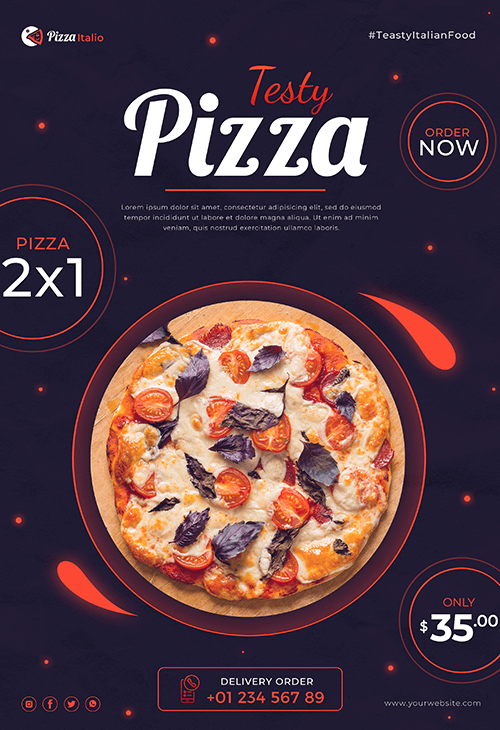 Pizza Italio
#TeastyItalianFood
Testy
Pizza
ORDER
NOW
Lorem ipsum dolor sit amet, consectetur adipisicing elit, sed do eiusmod
tempor incididunt ut labore et dolore magna aliqua. Ut enim ad minim
veniam, quis nostrud exercitation ullamco laboris.
PIZZA
2x1
ONLY
$35.00
DELIVERY ORDER
+01 234 567 89
www.yourwebsite.com